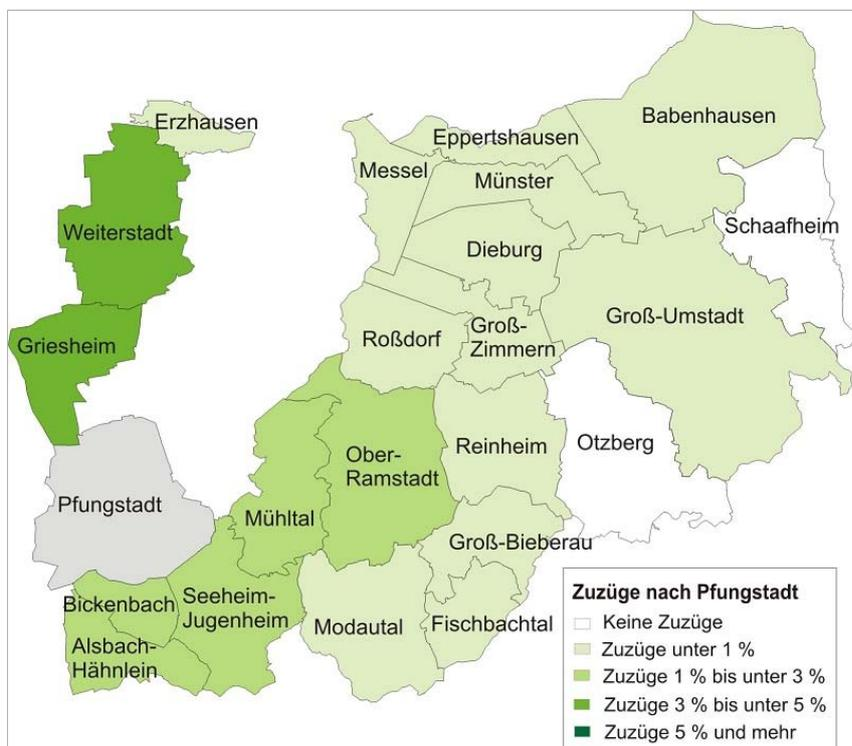 Erzhausen
Babenhausen
Eppertshausen
Messel
Münster
Schaafheim
Weiterstadt
Dieburg
Groß-Umstadt
Griesheim
Roßdorf
Groß-
Zimmern
Otzberg
Reinheim
Ober-
Ramstadt
Pfungstadt
Mühltal
Groß-Bieberau
Bickenbach
Seeheim-
Jugenheim
Modautal
Fischbachtal
Alsbach-
Hähnlein
Zuzüge nach Pfungstadt
Keine Zuzüge
Zuzüge unter 1 %
Zuzüge 1 % bis unter 3 %
Zuzüge 3 % bis unter 5 %
Zuzüge 5 % und mehr